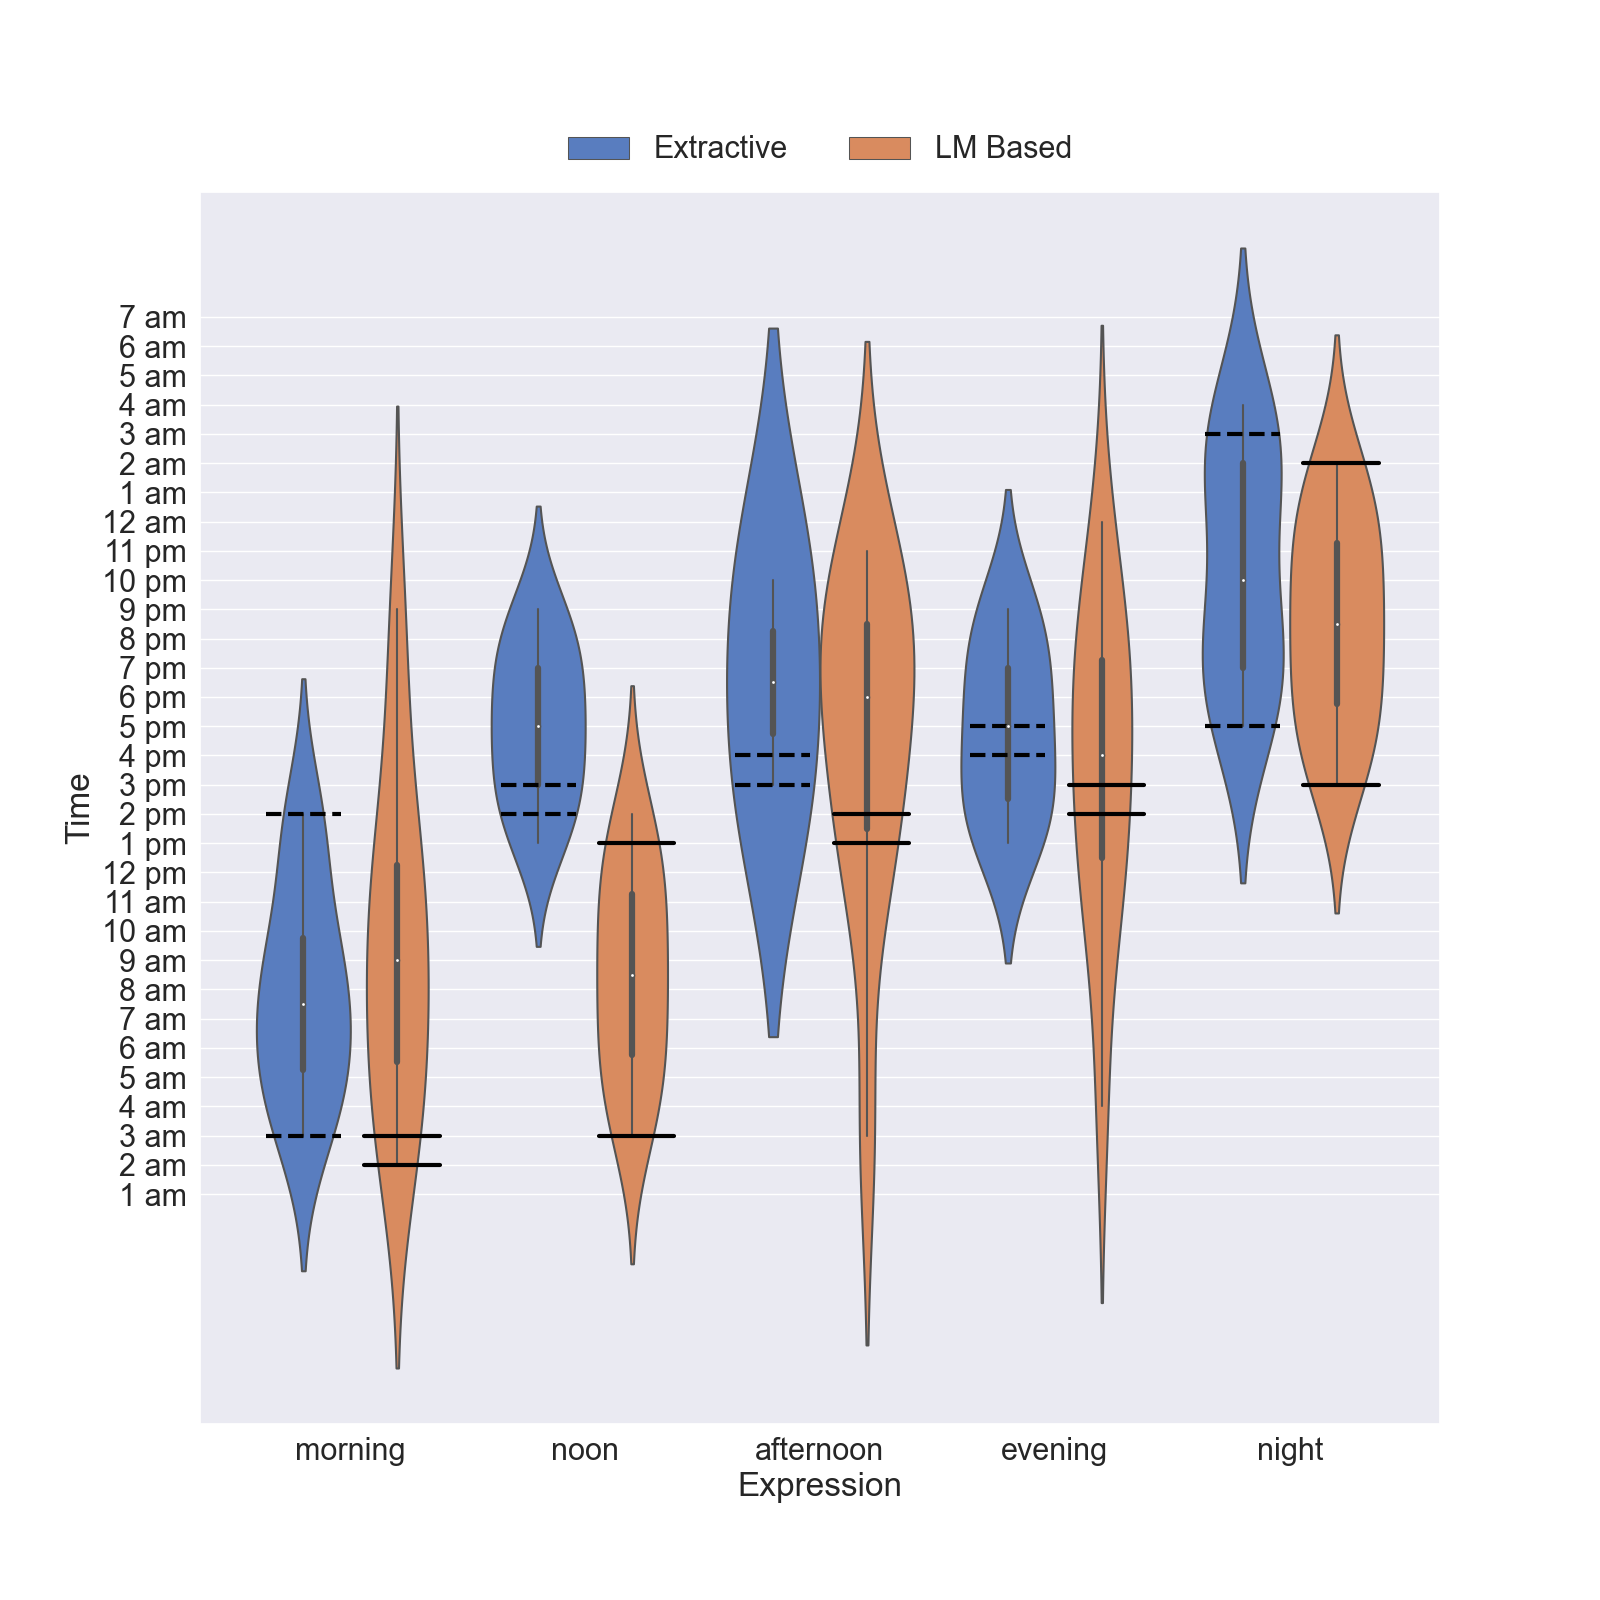 Extractive LM Based
7 am
6 am
5 am
4 am
3 am
2 am
1 am
12 am
11 pm
10 pm
9 pm
8 pm
7 pm
6 pm
5 pm
4 pm
3 pm
2 pm
1 pm
12 pm
11 am
10 am
9 am
8 am
7 am
6 am
5 am
4 am
3 am
2 am
1 am
Time
morning noon afternoon evening night
Expression